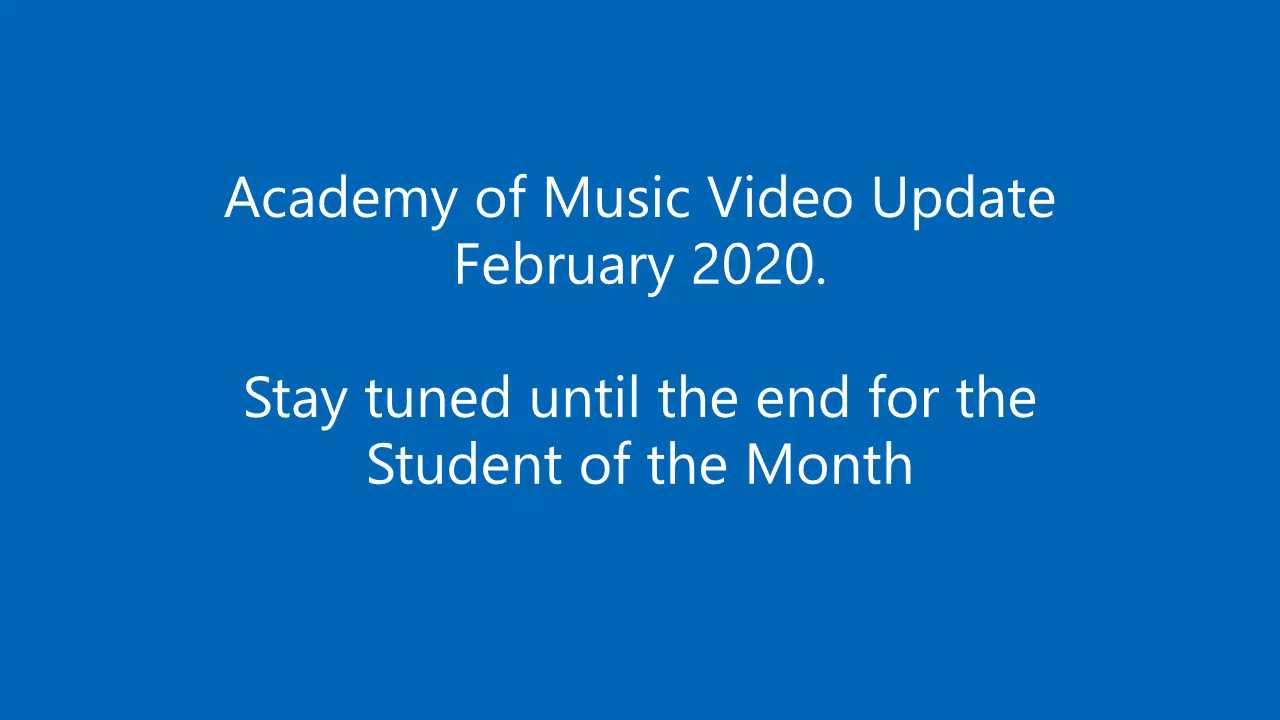 Academy of Music Video Update
February 2020.
Stay tuned until the end for the
Student of the Month